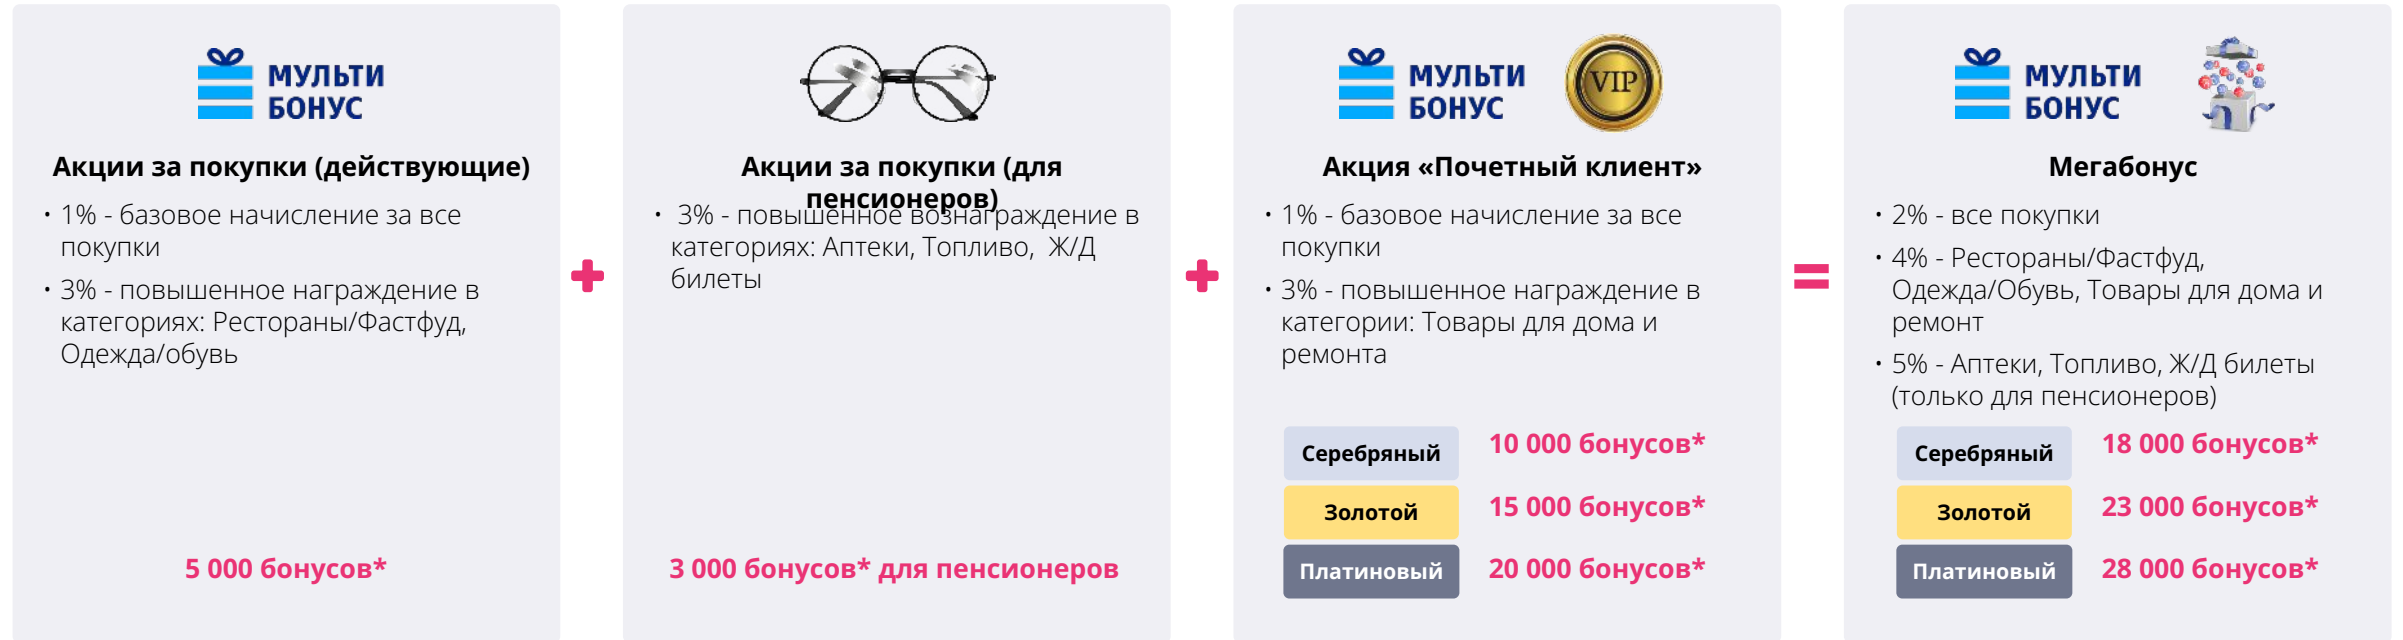 МУЛЬТИ
БОНУС
Акции за покупки (действующие)
• 1% - базовое начисление за все
покупки
• 3% - повышенное награждение в
категориях: Рестораны/Фастфуд,
Одежда/обувь
5 000 бонусов*
Акции за покупки (для
пенсионеров)
• 3% - повышенное вознаграждение в
категориях: Аптеки, Топливо, Ж/Д
билеты
3 000 бонусов* для пенсионеров
МУЛЬТИ
БОНУС
VIP
Акция «Почетный клиент»
• 1% - базовое начисление за все
покупки
• 3% - повышенное награждение в
категории: Товары для дома и
ремонта
Серебряный 10 000 бонусов*
Золотой 15 000 бонусов*
Платиновый 20 000 бонусов*
МУЛЬТИ
БОНУС
Мегабонус
• 2% - все покупки
• 4% - Рестораны/Фастфуд,
Одежда/Обувь, Товары для дома и
ремонт
• 5% - Аптеки, Топливо, Ж/Д билеты
(только для пенсионеров)
Серебряный 18 000 бонусов*
Золотой 23 000 бонусов*
Платиновый 28 000 бонусов*